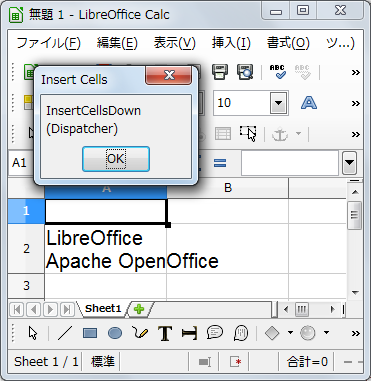 無題 1 - LibreOffice Calc
ファイル(F) 編集(E) 表示(V) 挿入(I) 書式(O) ツ...)
Insert Cells
InsertCellsDown
(Dispatcher)
OK
10
ABC ABC
A1
A B
1
2
LibreOffice
Apache OpenOffice
3
Sheet1
Sheet 1 / 1 標準 合計=0